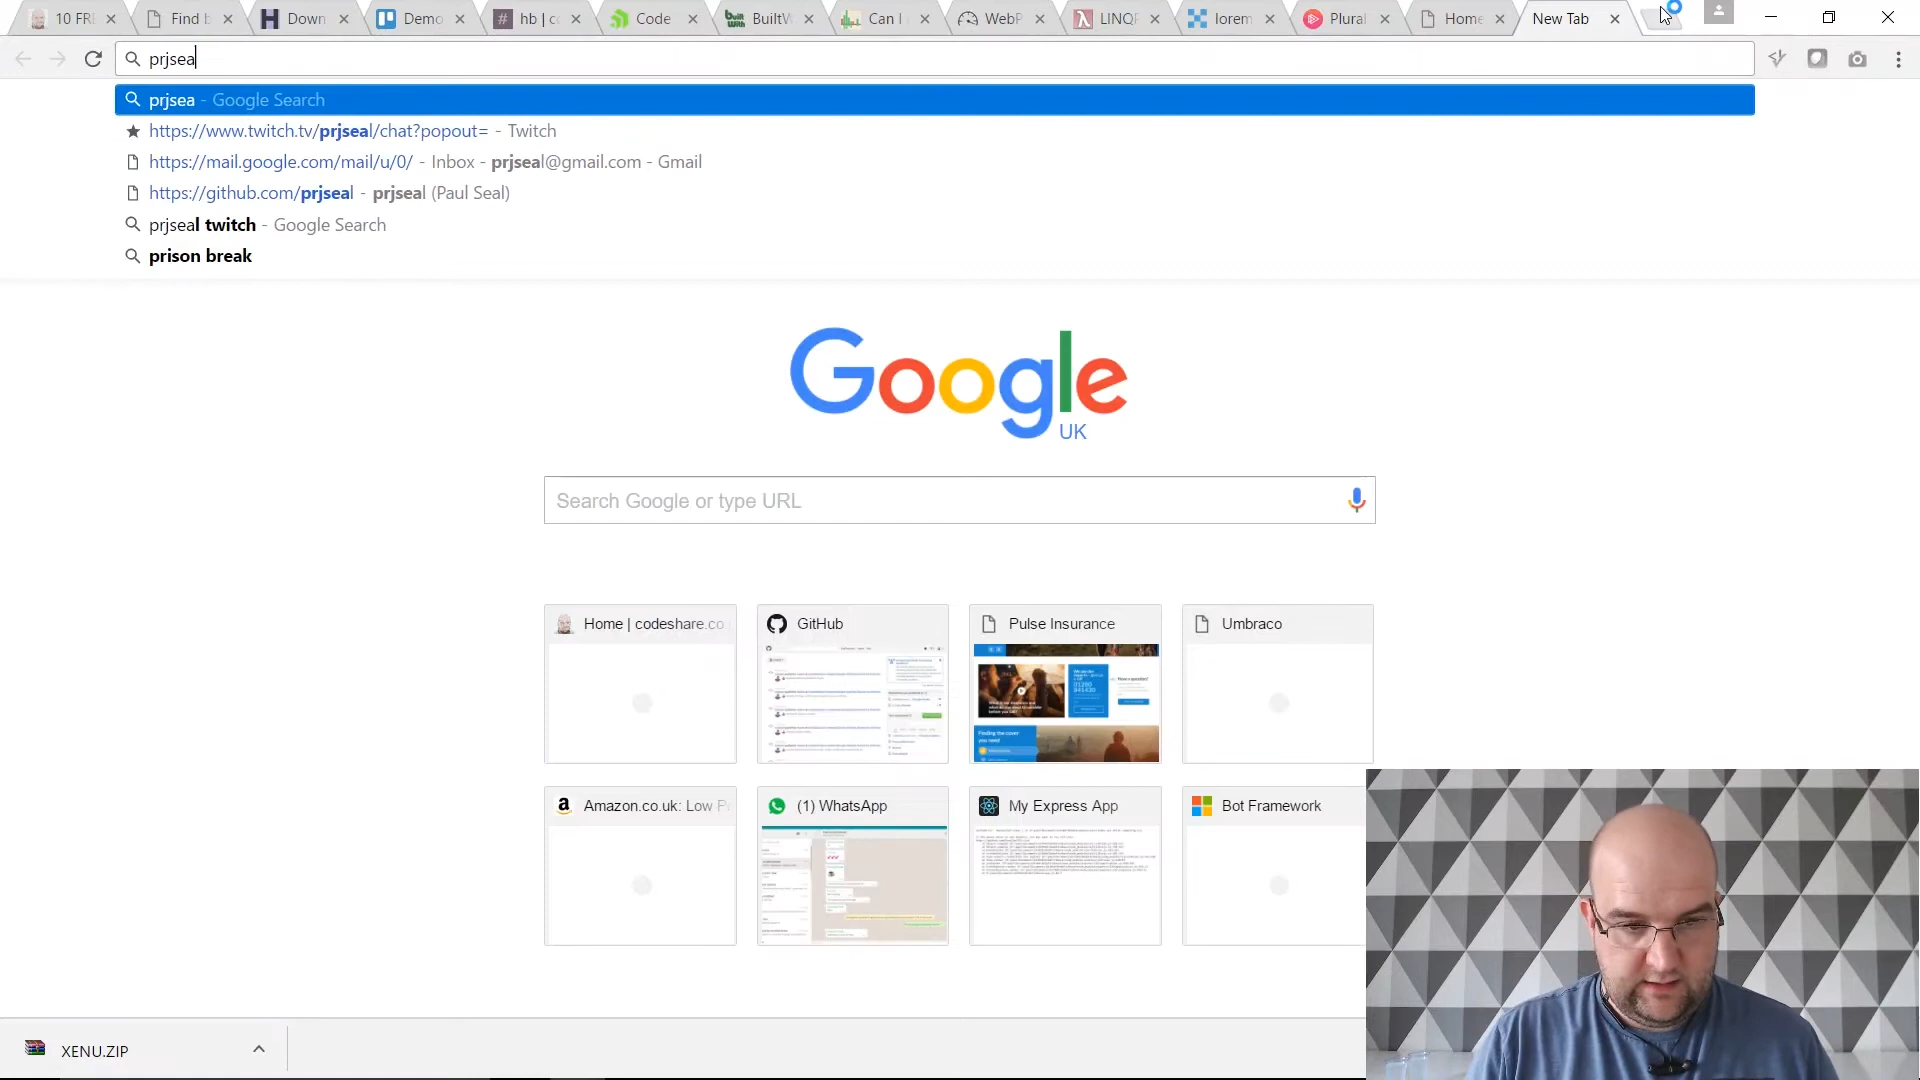 10 FRE
Find b
Down
Demo
hb | co
Code
BuiltW
Can I
WebP
LINQP
lorem
Plural
Home
New Tab
prjsea
prjsea - Google Search
https://www.twitch.tv/prjseal/chat?popout= - Twitch
https://mail.google.com/mail/u/0/ - Inbox - prjseal@gmail.com - Gmail
https://github.com/prjseal - prjseal (Paul Seal)
prjseal twitch - Google Search
prison break
Google
UK
Search Google or type URL
Home | codeshare.co.
GitHub
Pulse Insurance
Umbraco
Amazon.co.uk: Low P
(1) WhatsApp
My Express App
Bot Framework
XENU.ZIP